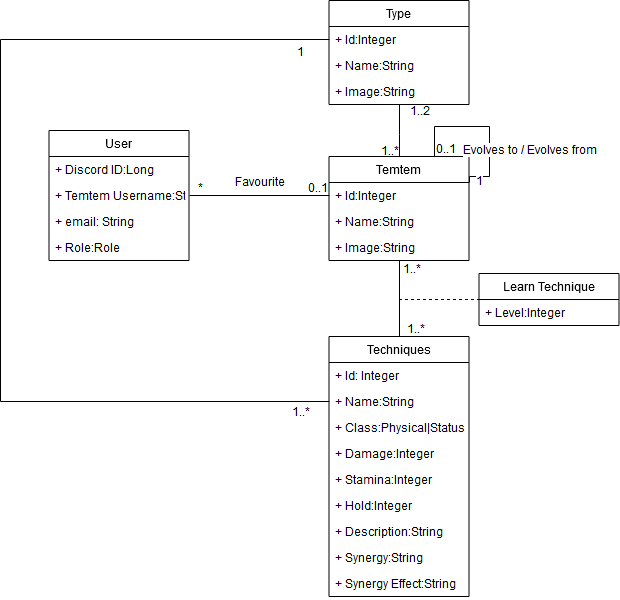 Type
+ Id:Integer
1
+ Name:String
+ Image:String
1..2
User
1..*
0..1
Evolves to / Evolves from
+ Discord ID:Long
Temtem
Favourite
*
0..1
1
+ Temtem Username:St
+ Id:Integer
+ email: String
+ Name:String
+ Role:Role
+ Image:String
1..*
Learn Technique
+ Level:Integer
1..*
Techniques
+ Id: Integer
+ Name:String
1..*
+ Class:Physical|Status
+ Damage:Integer
+ Stamina:Integer
+ Hold:Integer
+ Description:String
+ Synergy:String
+ Synergy Effect:String